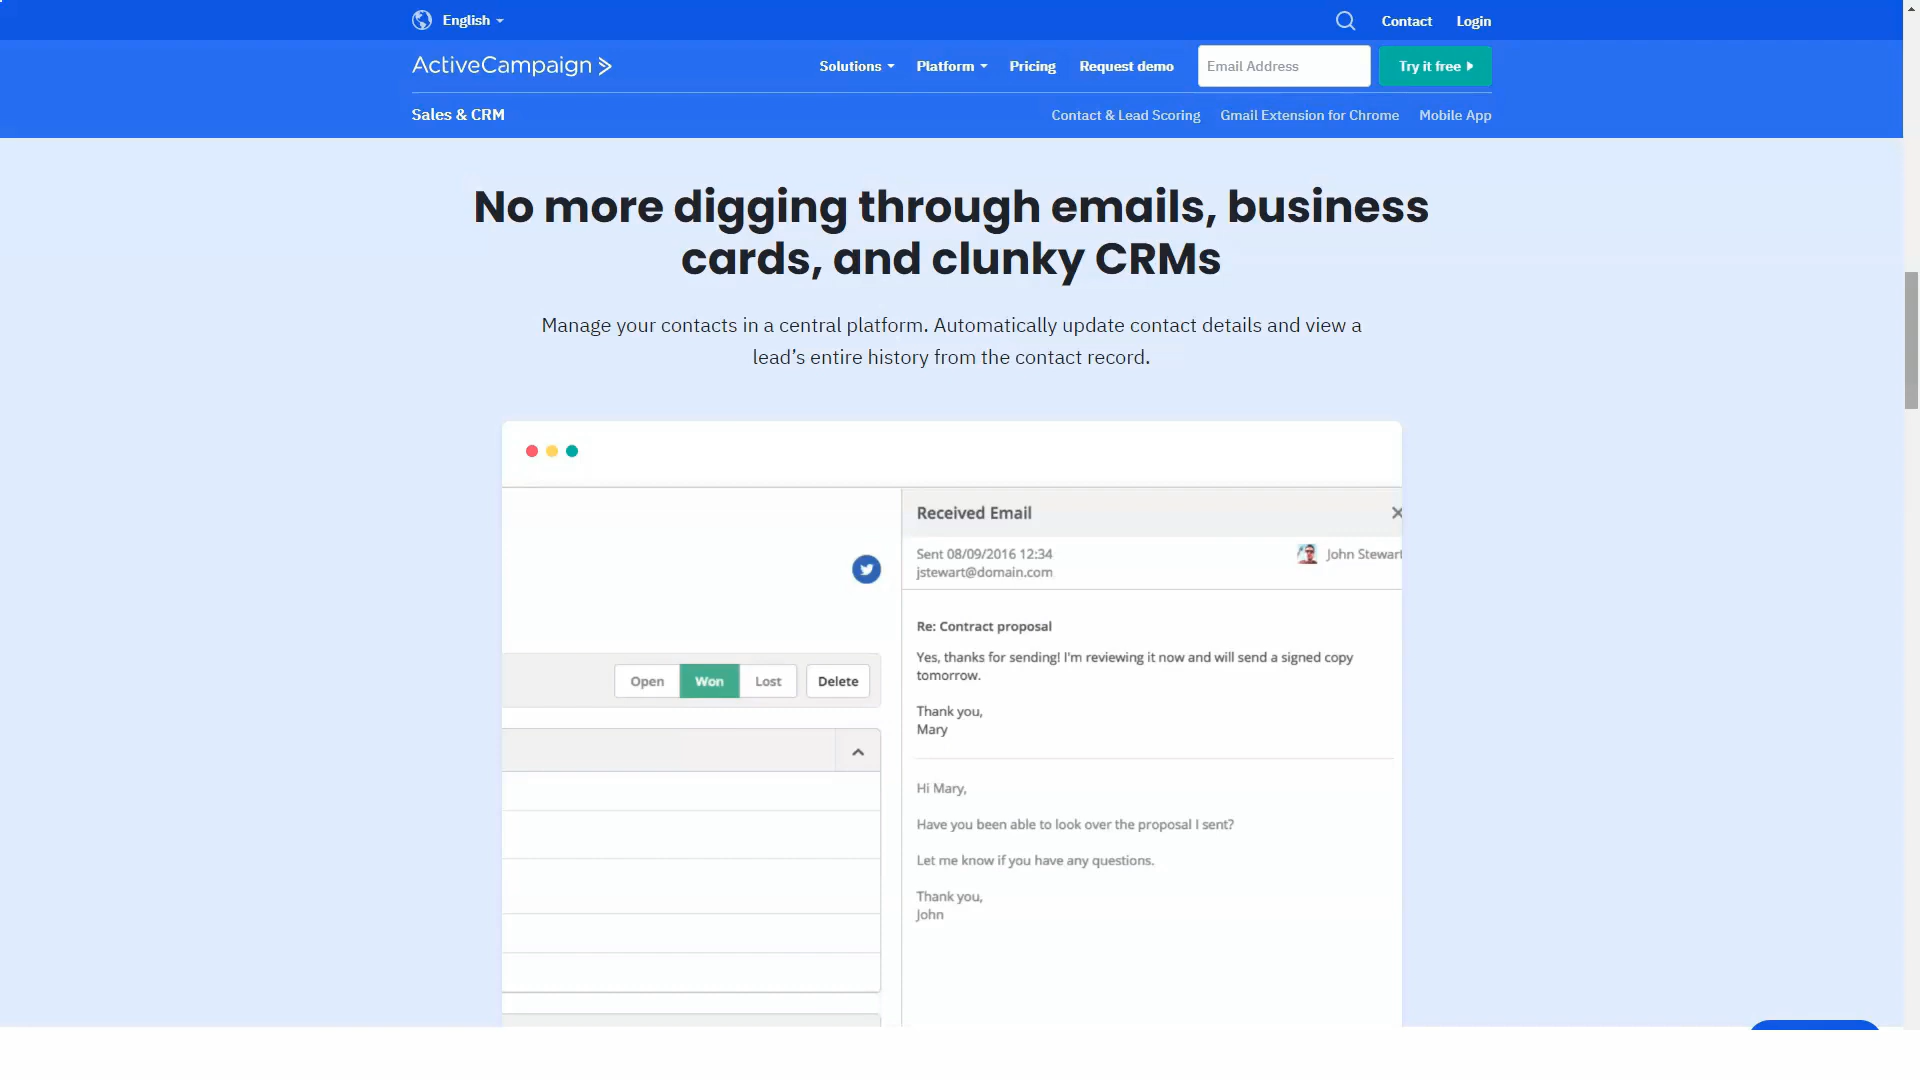 English
Contact
Login
ActiveCampaign
Solutions
Platform
Pricing
Request demo
Email Address
Try it free
Sales & CRM
Contact & Lead Scoring
Gmail Extension for Chrome
Mobile App
No more digging through emails, business
cards, and clunky CRMs
Manage your contacts in a central platform. Automatically update contact details and view a
lead’s entire history from the contact record.
Received Email
Sent 08/09/2016 12:34
John Stewart
jstewart@domain.com
Re: Contract proposal
Yes, thanks for sending! I'm reviewing it now and will send a signed copy
tomorrow.
Thank you,
Mary
Open
Won
Lost
Delete
Hi Mary,
Have you been able to look over the proposal I sent?
Let me know if you have any questions.
Thank you,
John